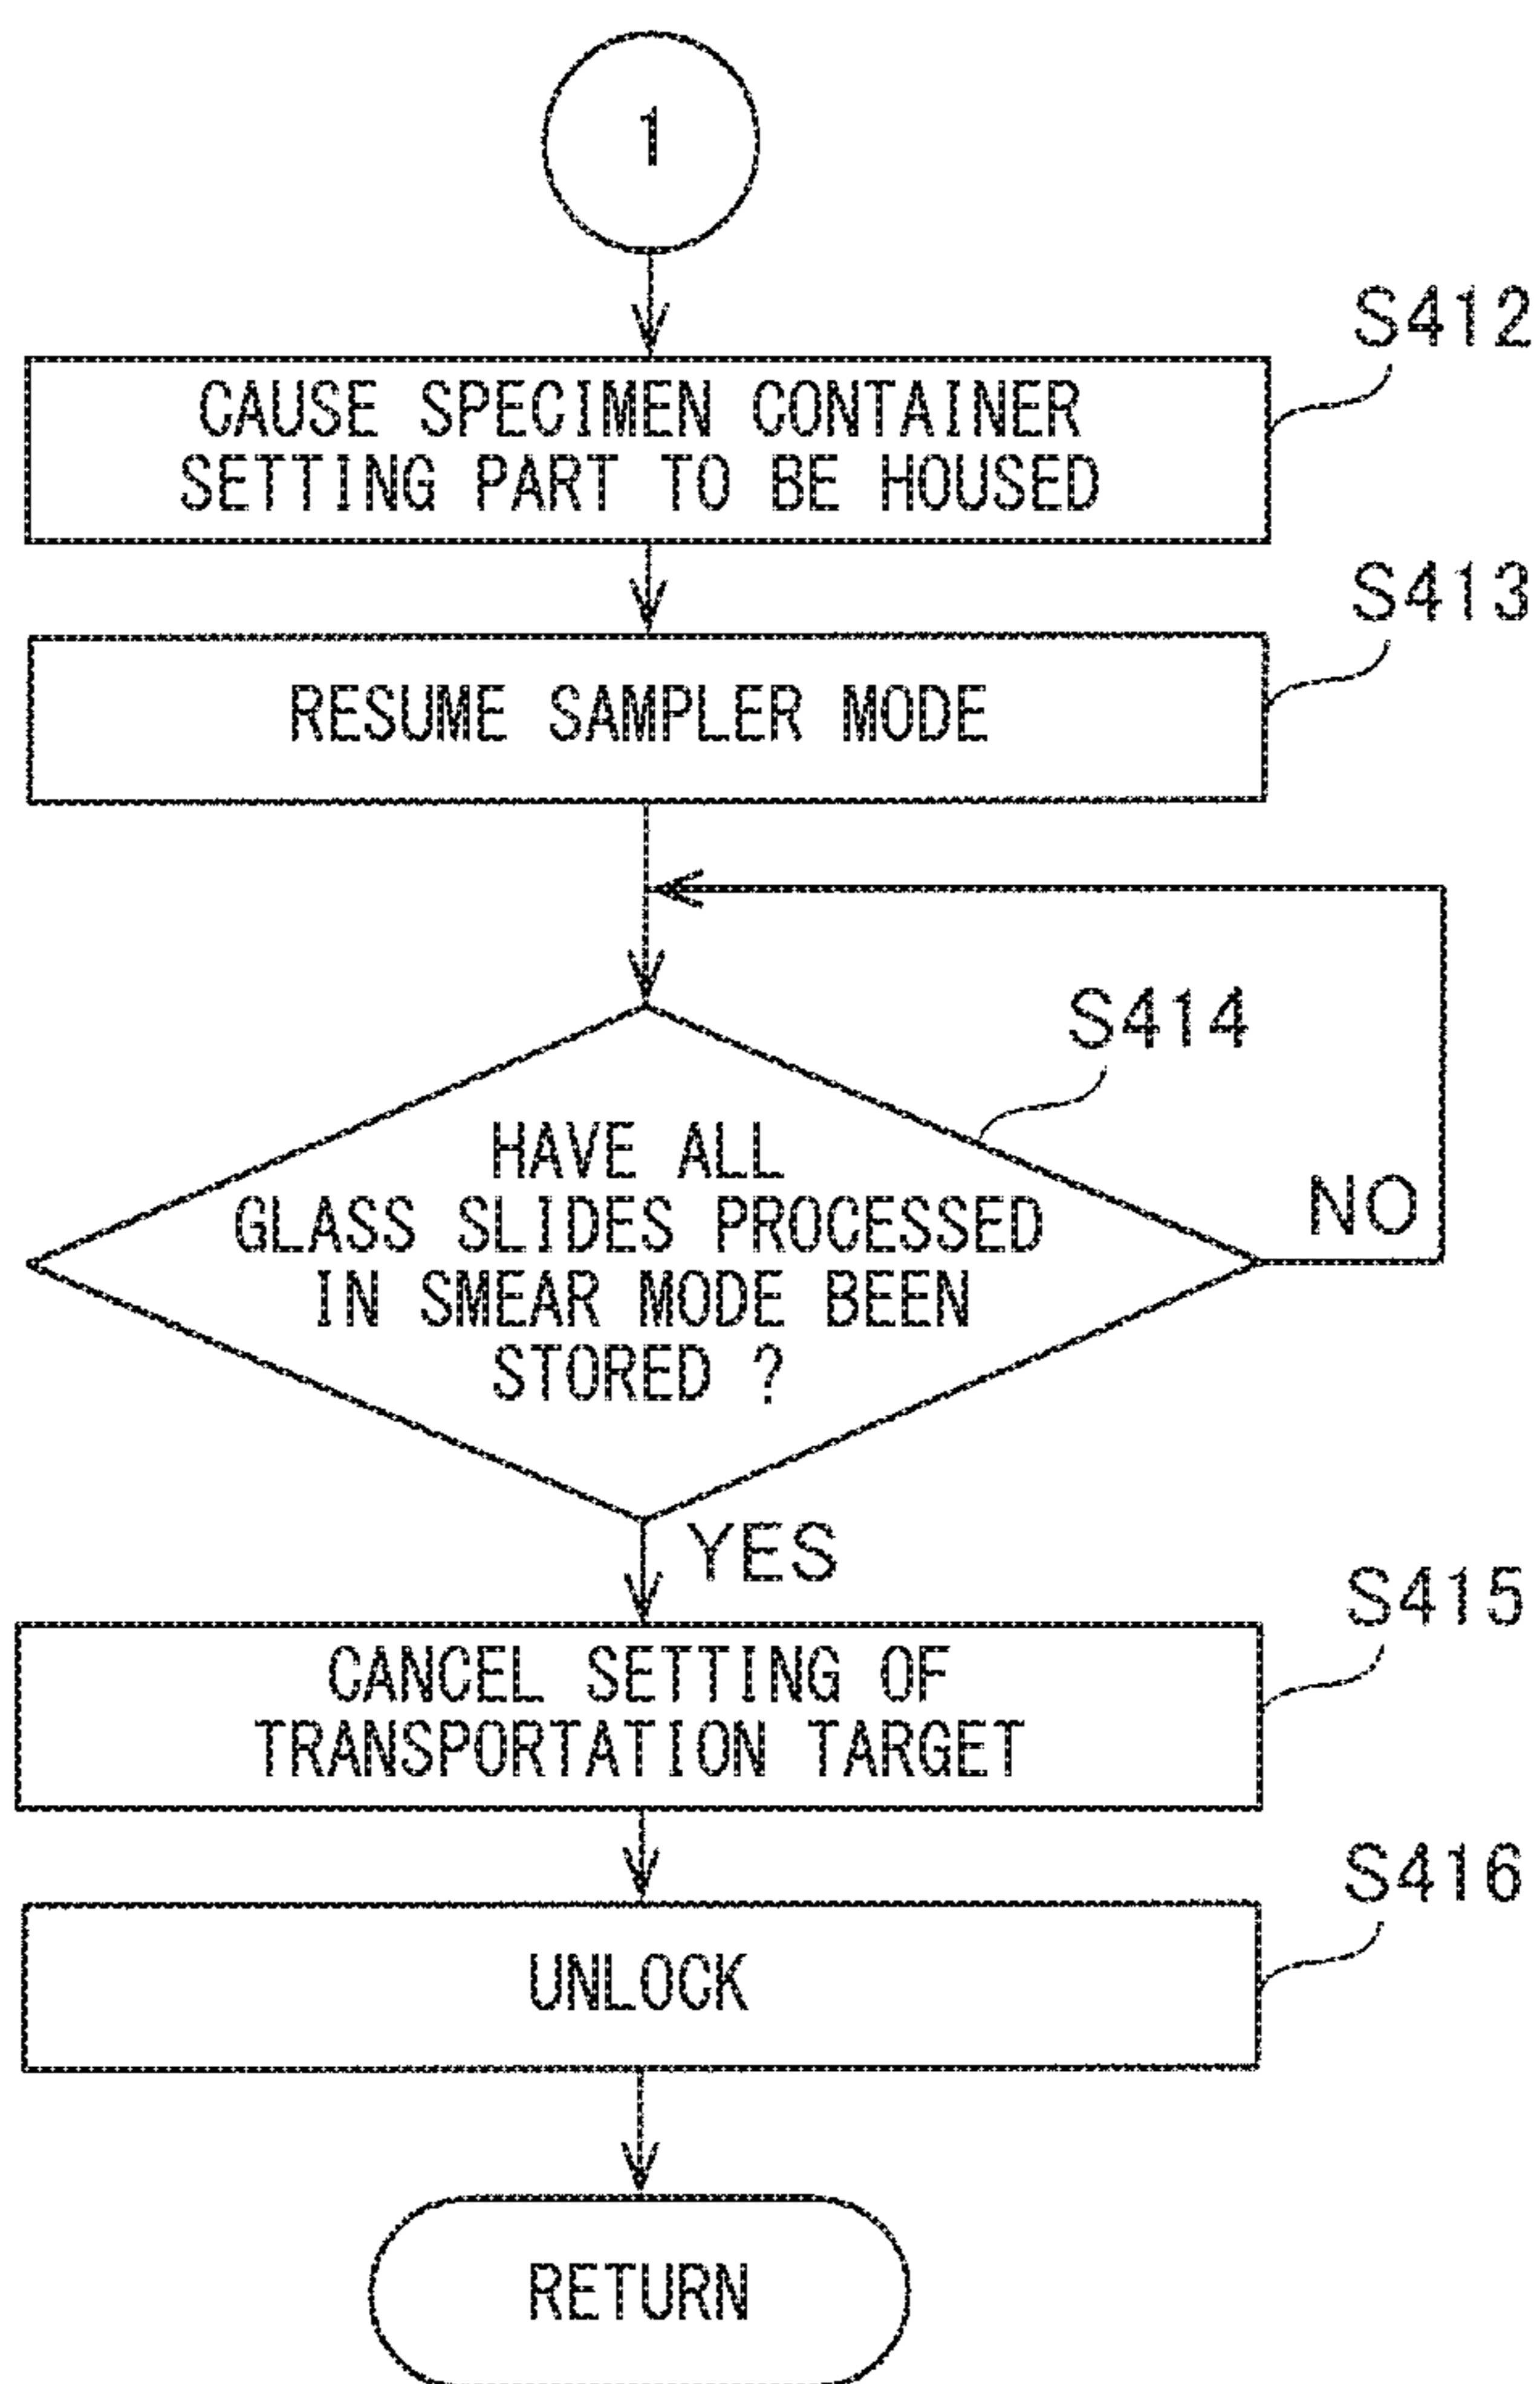 1
S412
CAUSE SPECIMEN CONTAINER
SETTING PART TO BE HOUSED
S413
RESUME SAMPLER MODE
S414
HAVE ALL
GLASS SLIDES PROCESSED
IN SMEAR MODE BEEN
STORED ?
NO
YES
S415
CANCEL SETTING OF
TRANSPORTATION TARGET
S416
UNLOCK
RETURN